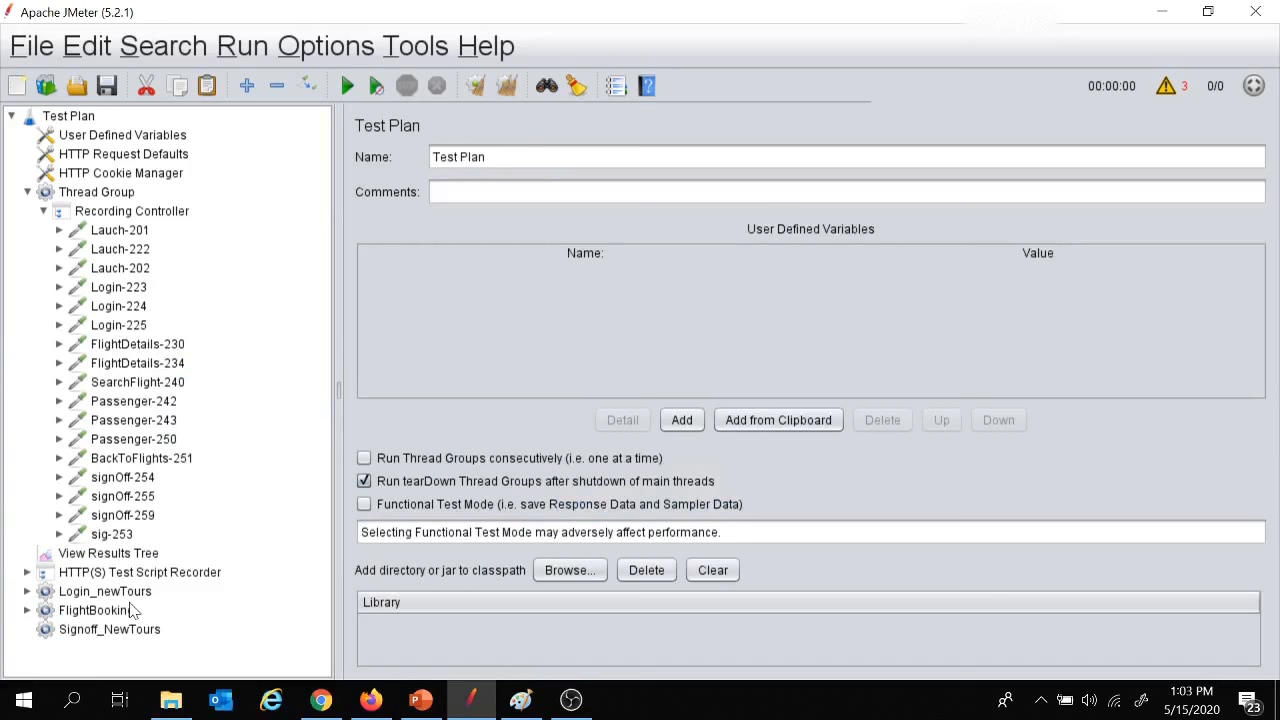 Apache JMeter (5.2.1)
File Edit Search Run Options Tools Help
00:00:00 3 0/0
Test Plan
User Defined Variables
HTTP Request Defaults
HTTP Cookie Manager
Thread Group
Recording Controller
Lauch-201
Lauch-222
Lauch-202
Login-223
Login-224
Login-225
FlightDetails-230
FlightDetails-234
SearchFlight-240
Passenger-242
Passenger-243
Passenger-250
BackToFlights-251
signOff-254
signOff-255
signOff-259
sig-253
View Results Tree
HTTP(S) Test Script Recorder
Login_newTours
FlightBooking
Signoff_NewTours
Test Plan
Name: Test Plan
Comments:
User Defined Variables
Name: Value
Detail Add Add from Clipboard Delete Up Down
Run Thread Groups consecutively (i.e. one at a time)
Run tearDown Thread Groups after shutdown of main threads
Functional Test Mode (i.e. save Response Data and Sampler Data)
Selecting Functional Test Mode may adversely affect performance.
Add directory or jar to classpath Browse... Delete Clear
Library
1:03 PM
5/15/2020
23